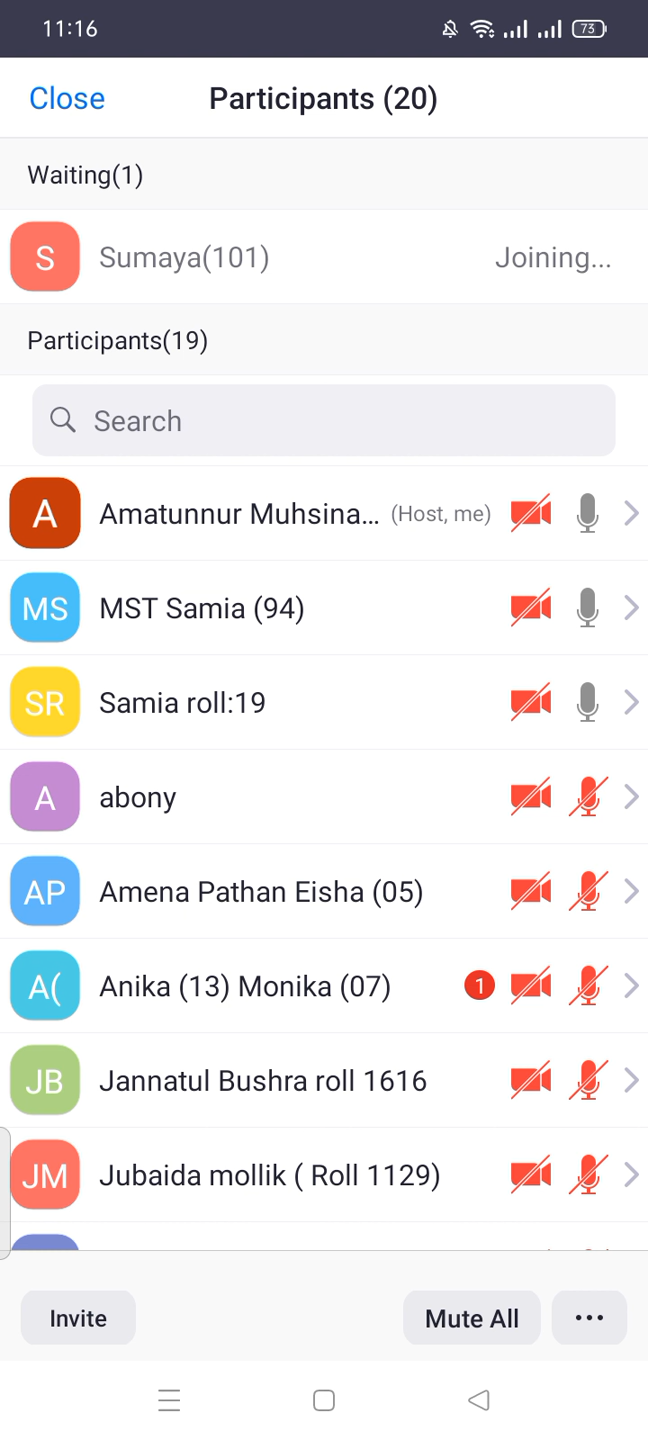 11:16
73
Close
Participants (20)
Waiting(1)
S Sumaya(101) Joining...
Participants(19)
Search
A Amatunnur Muhsina... (Host, me)
MS MST Samia (94)
SR Samia roll:19
A abony
AP Amena Pathan Eisha (05)
A( Anika (13) Monika (07) 1
JB Jannatul Bushra roll 1616
JM Jubaida mollik ( Roll 1129)
Invite
Mute All
...